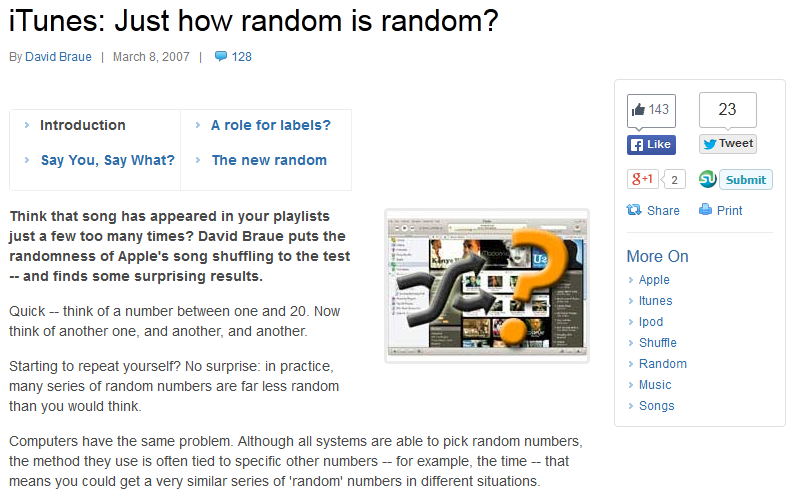 iTunes: Just how random is random?
By David Braue | March 8, 2007 | 128
Introduction
A role for labels?
Say You, Say What?
The new random
Think that song has appeared in your playlists
just a few too many times? David Braue puts the
randomness of Apple's song shuffling to the test
-- and finds some surprising results.
Quick -- think of a number between one and 20. Now
think of another one, and another, and another.
Starting to repeat yourself? No surprise: in practice,
many series of random numbers are far less random
than you would think.
Computers have the same problem. Although all systems are able to pick random numbers,
the method they use is often tied to specific other numbers -- for example, the time -- that
means you could get a very similar series of 'random' numbers in different situations.
143
23
Like
Tweet
g+1 2
Submit
Share
Print
More On
Apple
Itunes
Ipod
Shuffle
Random
Music
Songs